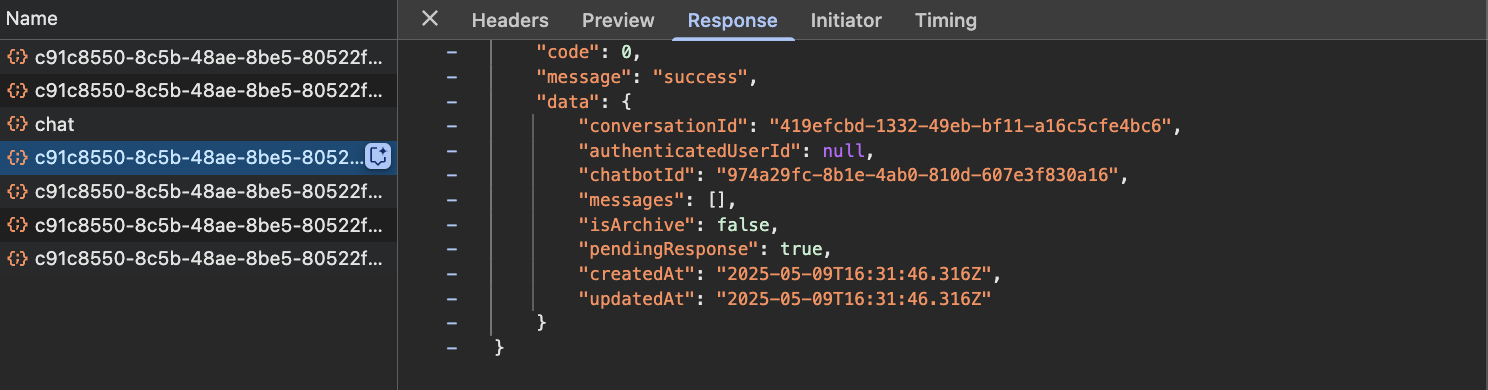 Name
c91c8550-8c5b-48ae-8be5-80522f...
c91c8550-8c5b-48ae-8be5-80522f...
chat
c91c8550-8c5b-48ae-8be5-8052...
c91c8550-8c5b-48ae-8be5-80522f...
c91c8550-8c5b-48ae-8be5-80522f...
c91c8550-8c5b-48ae-8be5-80522f...
Headers Preview Response Initiator Timing
- "code": 0,
- "message": "success",
- "data": {
- "conversationId": "419efcbd-1332-49eb-bf11-a16c5cfe4bc6",
- "authenticatedUserId": null,
- "chatbotId": "974a29fc-8b1e-4ab0-810d-607e3f830a16",
- "messages": [],
- "isArchive": false,
- "pendingResponse": true,
- "createdAt": "2025-05-09T16:31:46.316Z",
- "updatedAt": "2025-05-09T16:31:46.316Z"
- }
- }